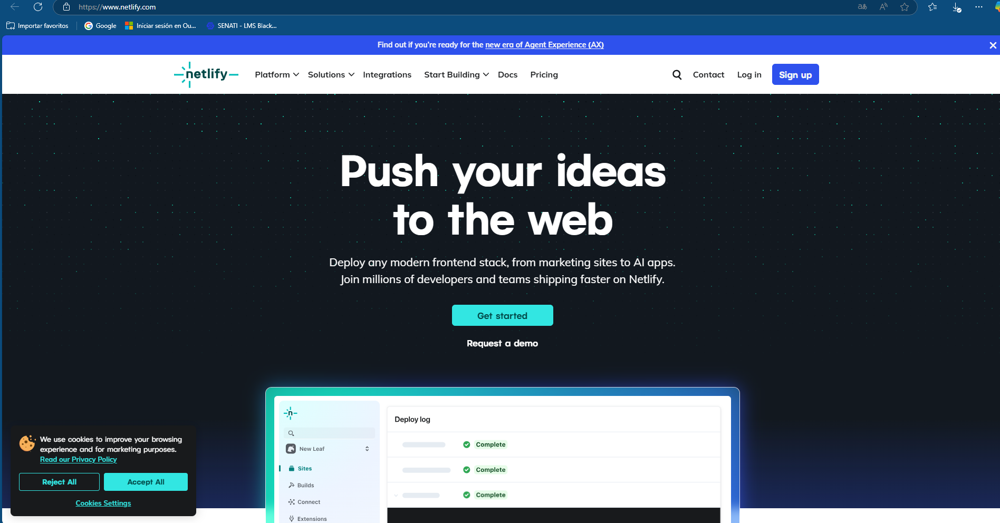 https://www.netlify.com
Importar favoritos
Google
Iniciar sesión en Ou...
SENATI - LMS Black...
Find out if you're ready for the new era of Agent Experience (AX)
netlify
Platform
Solutions
Integrations
Start Building
Docs
Pricing
Contact
Log in
Sign up
Push your ideas
to the web
Deploy any modern frontend stack, from marketing sites to AI apps.
Join millions of developers and teams shipping faster on Netlify.
Get started
Request a demo
n
New Leaf
Sites
Builds
Connect
Extensions
Deploy log
Complete
Complete
Complete
We use cookies to improve your browsing
experience and for marketing purposes.
Read our Privacy Policy
Reject All
Accept All
Cookies Settings